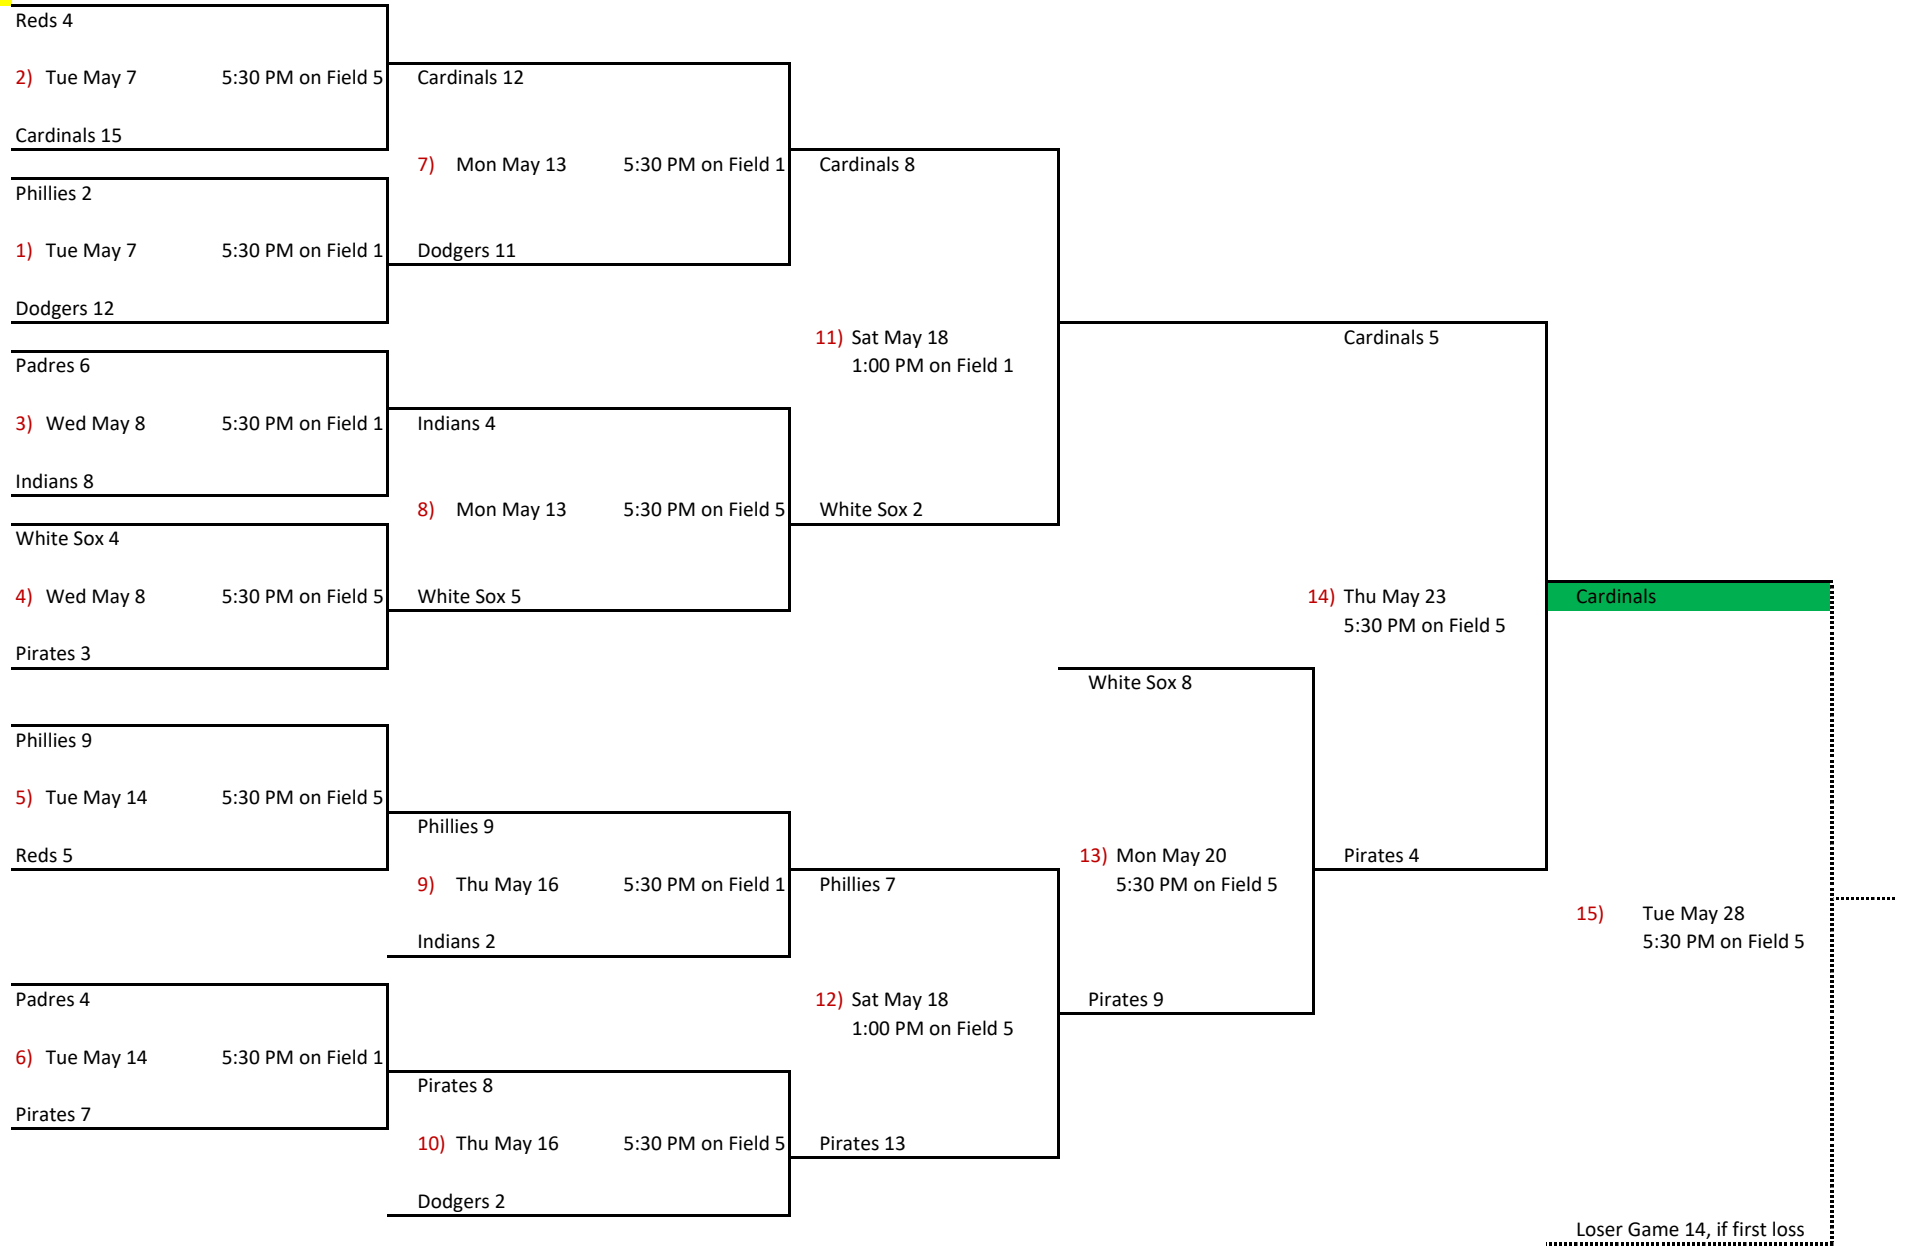 Reds 4
2) Tue May 7 5:30 PM on Field 5
Cardinals 15
Phillies 2
1) Tue May 7 5:30 PM on Field 1
Dodgers 12
Padres 6
3) Wed May 8 5:30 PM on Field 1
Indians 8
White Sox 4
4) Wed May 8 5:30 PM on Field 5
Pirates 3
Phillies 9
5) Tue May 14 5:30 PM on Field 5
Reds 5
Padres 4
6) Tue May 14 5:30 PM on Field 1
Pirates 7
Cardinals 12
7) Mon May 13 5:30 PM on Field 1
Dodgers 11
Indians 4
8) Mon May 13 5:30 PM on Field 5
White Sox 5
Phillies 9
9) Thu May 16 5:30 PM on Field 1
Indians 2
Pirates 8
10) Thu May 16 5:30 PM on Field 5
Dodgers 2
Cardinals 8
11) Sat May 18
1:00 PM on Field 1
White Sox 2
Phillies 7
12) Sat May 18
1:00 PM on Field 5
Pirates 13
White Sox 8
13) Mon May 20
5:30 PM on Field 5
Pirates 9
Cardinals 5
14) Thu May 23
5:30 PM on Field 5
Pirates 4
Cardinals
15) Tue May 28
5:30 PM on Field 5
Loser Game 14, if first loss